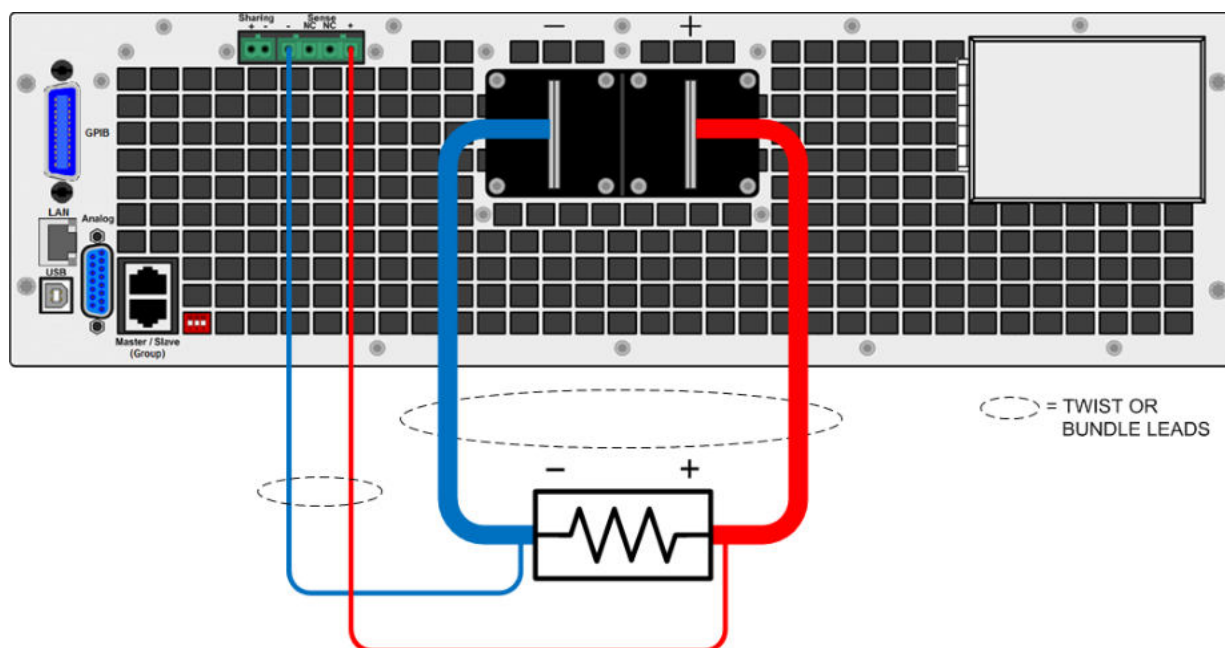 Sharing Sense
+ - - NC NC +
− +
GPIB
LAN
Analog
USB
Master / Slave
(Group)
= TWIST OR
BUNDLE LEADS
− +